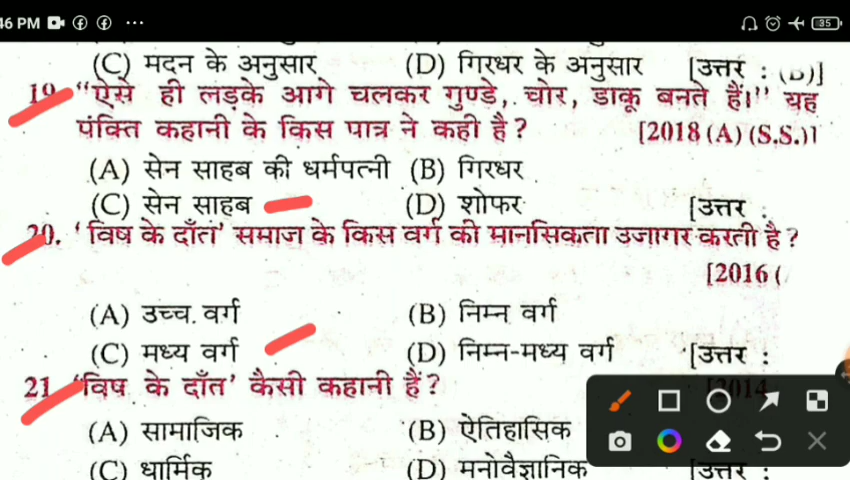 46 PM
35
(C) मदन के अनुसार (D) गिरधर के अनुसार [उत्तर : (B)]
19. “ऐसे ही लड़के आगे चलकर गुण्डे, चोर, डाकू बनते हैं।” यह
पंक्ति कहानी के किस पात्र ने कही है ? [2018 (A) (S.S.)]
(A) सेन साहब की धर्मपत्नी (B) गिरधर
(C) सेन साहब (D) शोफर [उत्तर :
20. ‘विष के दाँत’ समाज के किस वर्ग की मानसिकता उजागर करती है ?
[2016 (
(A) उच्च वर्ग (B) निम्न वर्ग
(C) मध्य वर्ग (D) निम्न-मध्य वर्ग [उत्तर :
21 ‘विष के दाँत’ कैसी कहानी हैं ? [2014
(A) सामाजिक (B) ऐतिहासिक
(C) धार्मिक (D) मनोवैज्ञानिक [उत्तर :